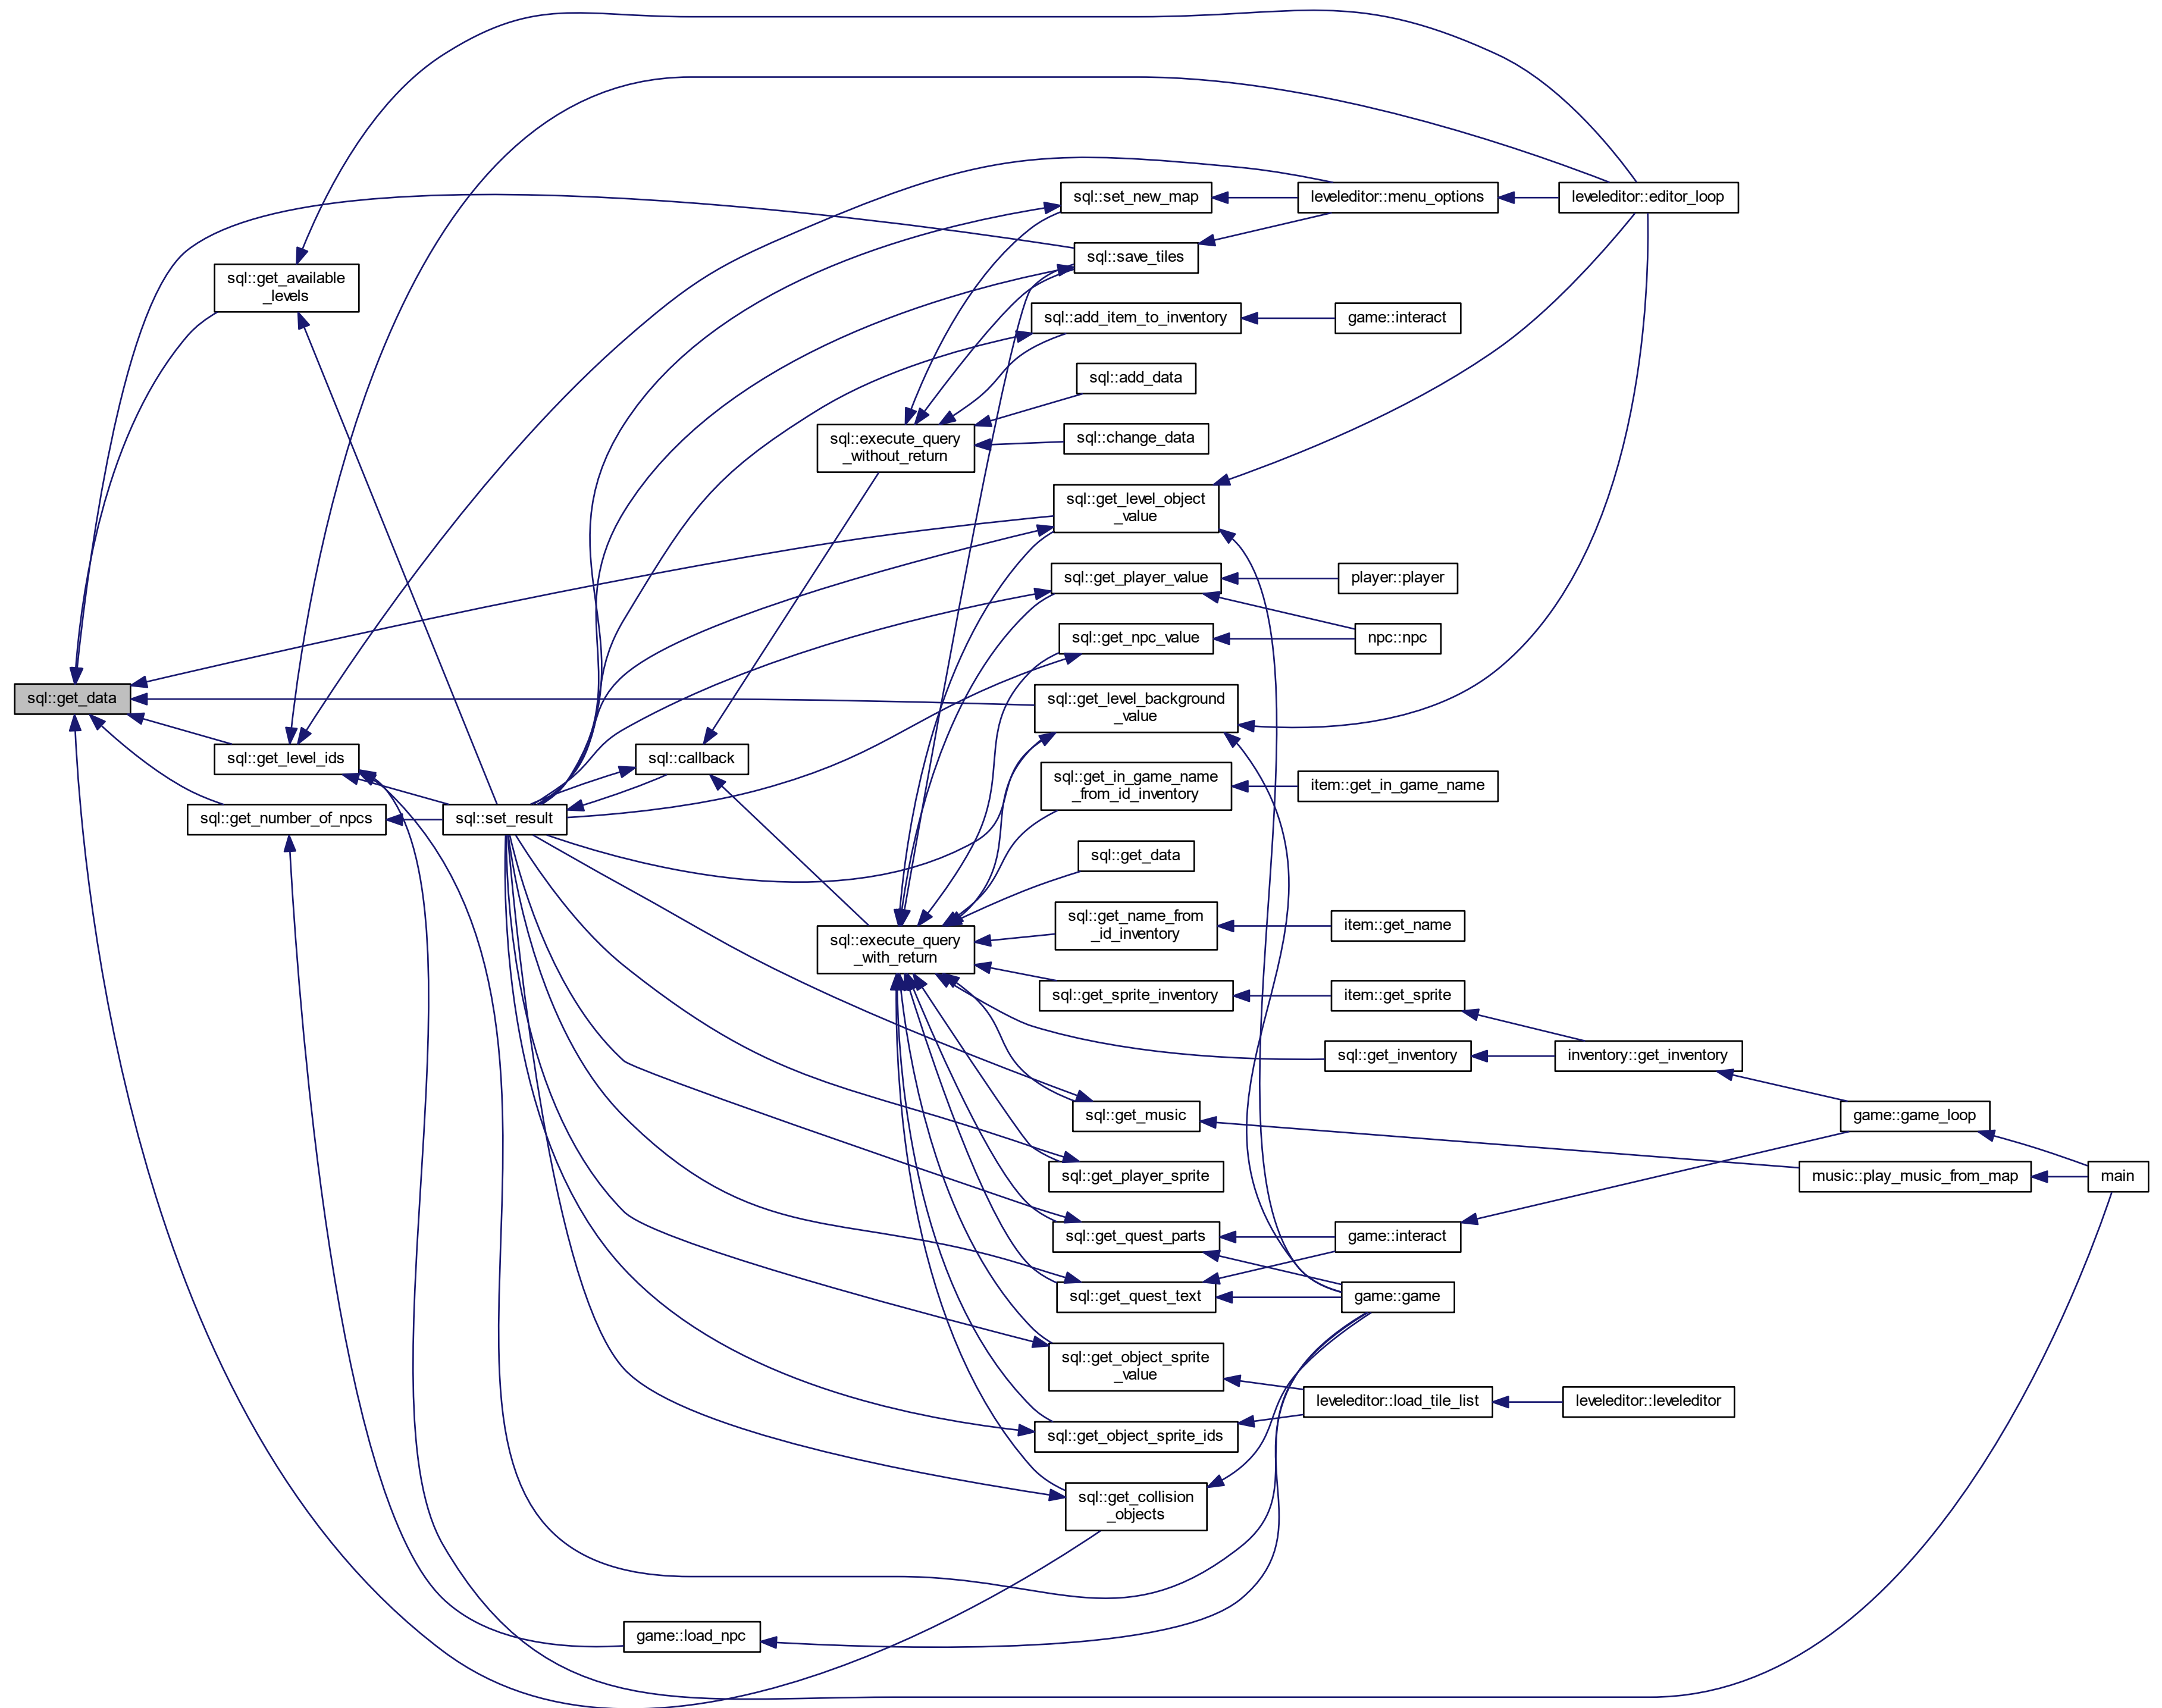 sql::get_data
sql::get_available
_levels
sql::get_level_ids
sql::get_number_of_npcs
sql::set_result
sql::callback
game::load_npc
sql::execute_query
_without_return
sql::execute_query
_with_return
sql::set_new_map
sql::save_tiles
sql::add_item_to_inventory
sql::add_data
sql::change_data
sql::get_level_object
_value
sql::get_player_value
sql::get_npc_value
sql::get_level_background
_value
sql::get_in_game_name
_from_id_inventory
sql::get_data
sql::get_name_from
_id_inventory
sql::get_sprite_inventory
sql::get_music
sql::get_player_sprite
sql::get_quest_parts
sql::get_quest_text
sql::get_object_sprite
_value
sql::get_object_sprite_ids
sql::get_collision
_objects
leveleditor::menu_options
game::interact
player::player
npc::npc
item::get_in_game_name
item::get_name
item::get_sprite
sql::get_inventory
game::interact
game::game
leveleditor::load_tile_list
leveleditor::editor_loop
inventory::get_inventory
leveleditor::leveleditor
game::game_loop
music::play_music_from_map
main